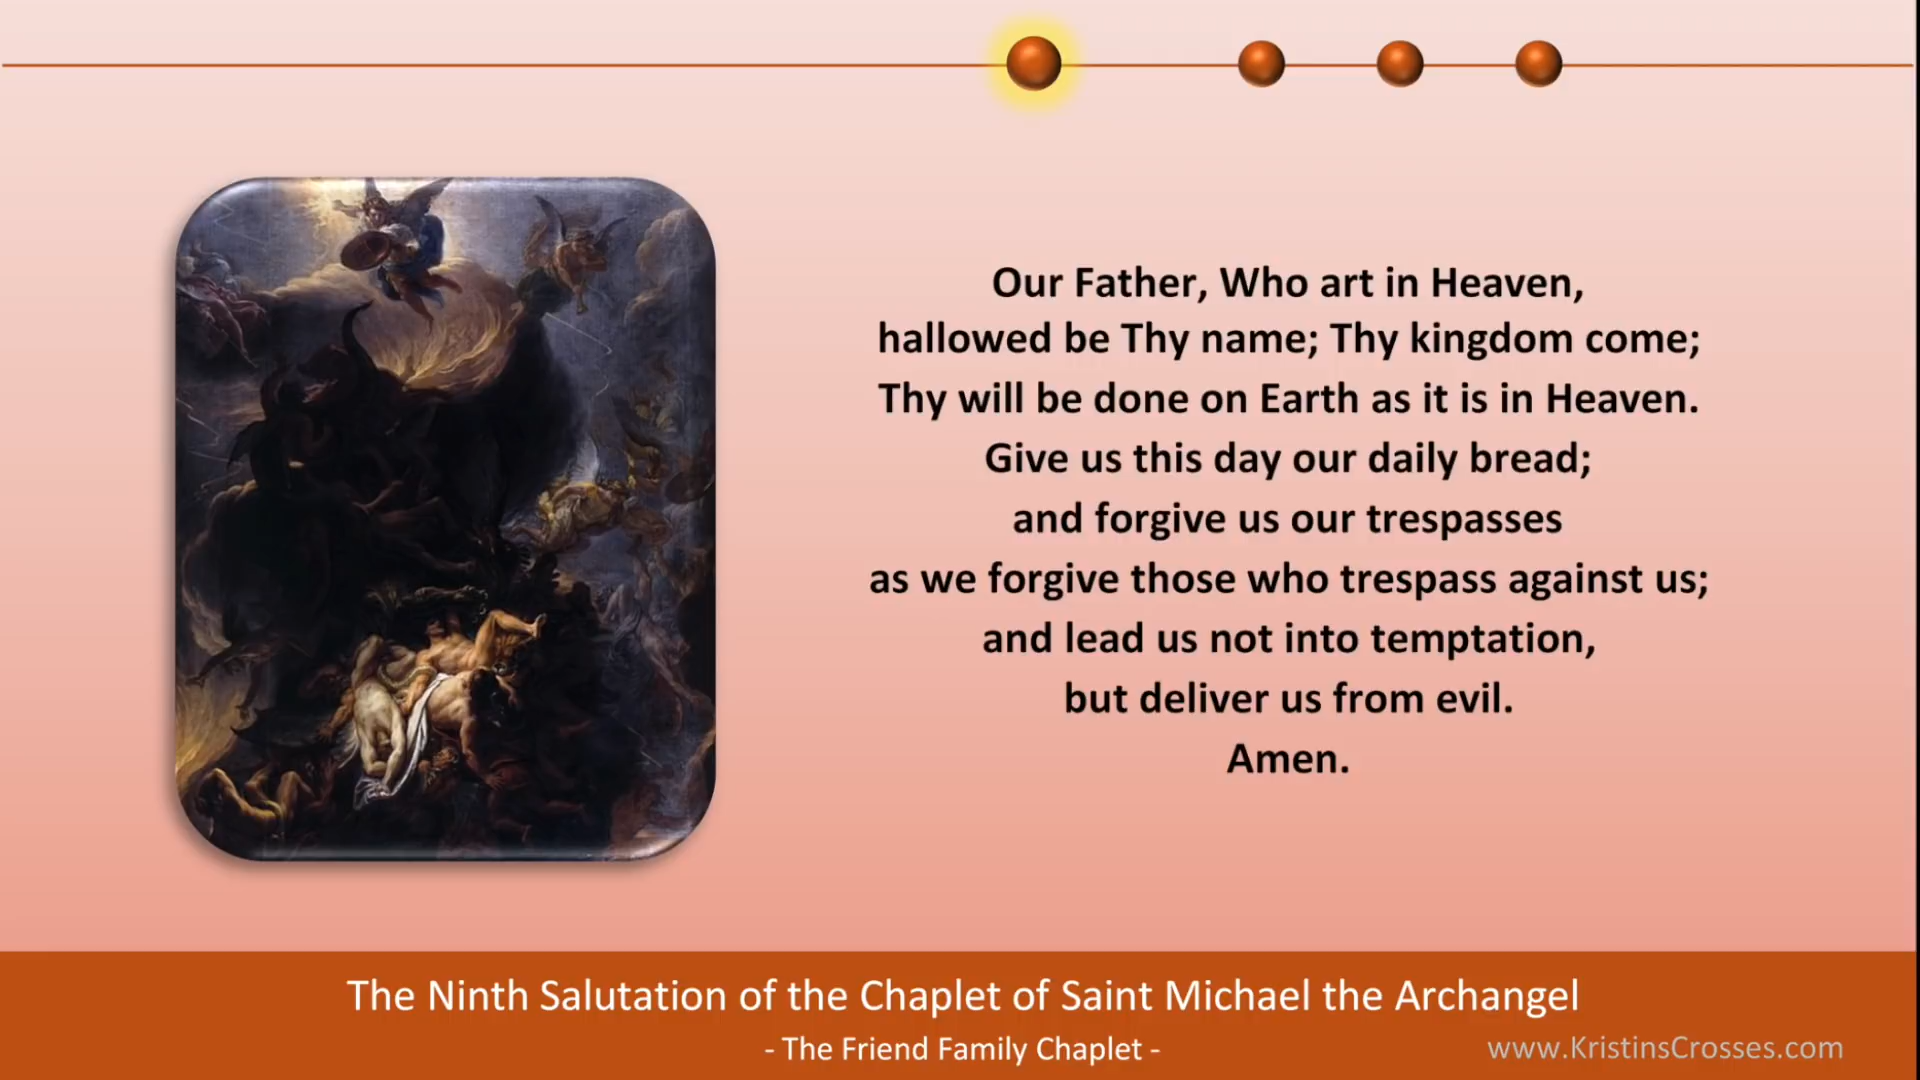 Our Father, Who art in Heaven,
hallowed be Thy name; Thy kingdom come;
Thy will be done on Earth as it is in Heaven.
Give us this day our daily bread;
and forgive us our trespasses
as we forgive those who trespass against us;
and lead us not into temptation,
but deliver us from evil.
Amen.
The Ninth Salutation of the Chaplet of Saint Michael the Archangel
- The Friend Family Chaplet -
www.KristinsCrosses.com